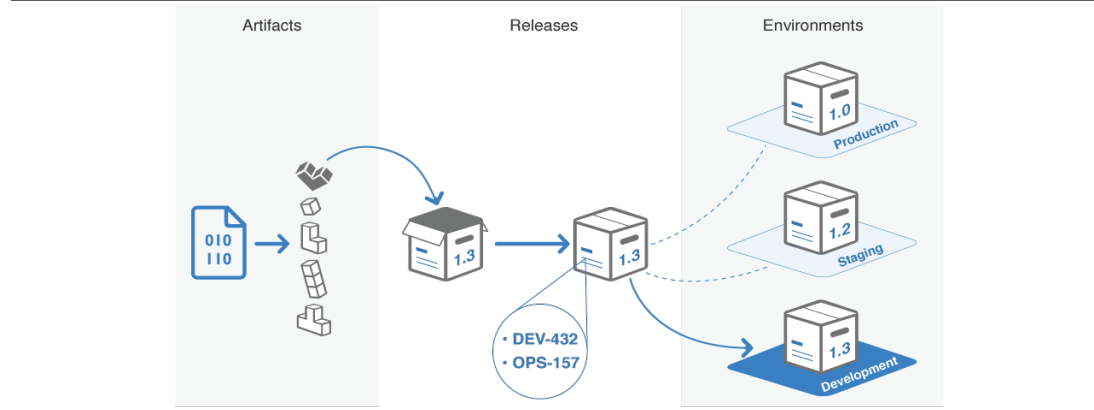 Artifacts
Releases
Environments
010
110
1.3
1.3
• DEV-432
• OPS-157
1.0
Production
1.2
Staging
1.3
Development